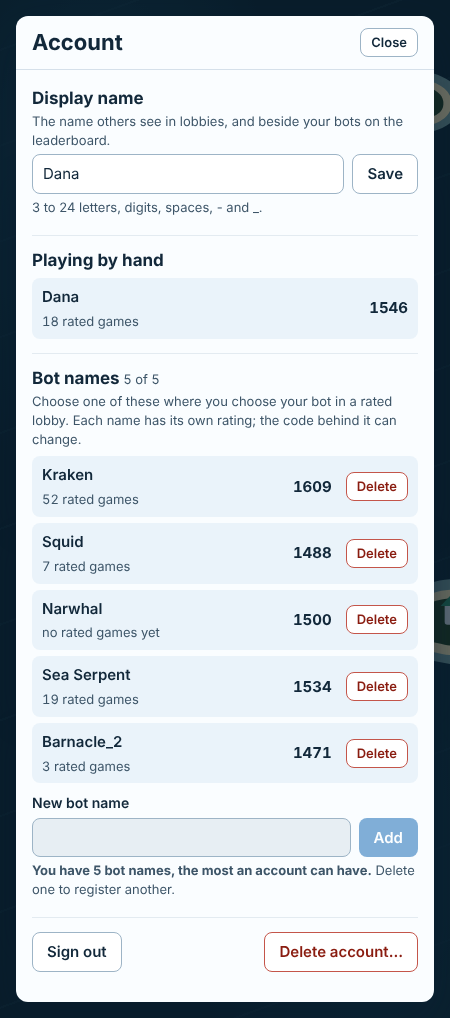 Account
Close
Display name
The name others see in lobbies, and beside your bots on the
leaderboard.
Dana
Save
3 to 24 letters, digits, spaces, - and _.
Playing by hand
Dana
18 rated games
1546
Bot names 5 of 5
Choose one of these where you choose your bot in a rated
lobby. Each name has its own rating; the code behind it can
change.
Kraken
52 rated games
1609
Delete
Squid
7 rated games
1488
Delete
Narwhal
no rated games yet
1500
Delete
Sea Serpent
19 rated games
1534
Delete
Barnacle_2
3 rated games
1471
Delete
New bot name
Add
You have 5 bot names, the most an account can have. Delete
one to register another.
Sign out
Delete account...